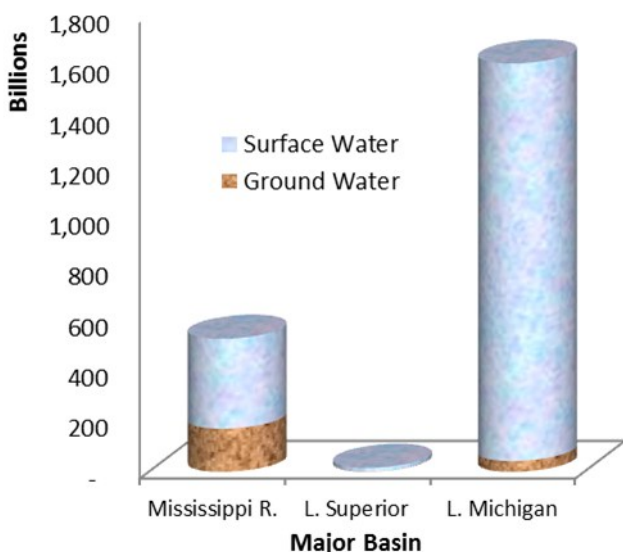 Billions
1,800
1,600
1,400
1,200
1,000
800
600
400
200
-
Surface Water
Ground Water
Mississippi R.
L. Superior
L. Michigan
Major Basin